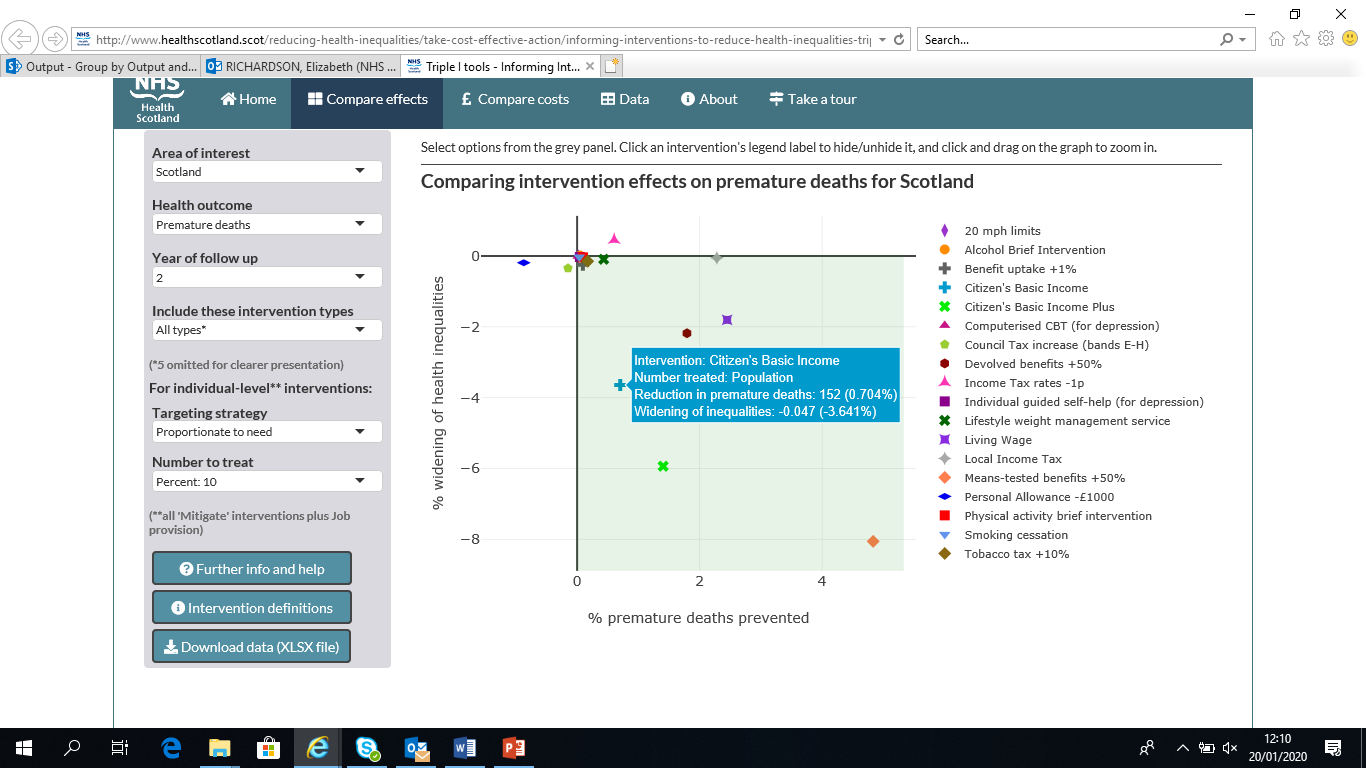 http://www.healthscotland.scot/reducing-health-inequalities/take-cost-effective-action/informing-interventions-to-reduce-health-inequalities-trip
Search...
Output - Group by Output and...
RICHARDSON, Elizabeth (NHS ...
Triple I tools - Informing Int...
NHS
Health
Scotland
Home
Compare effects
£ Compare costs
Data
About
Take a tour
Area of interest
Scotland
Health outcome
Premature deaths
Year of follow up
2
Include these intervention types
All types*
(*5 omitted for clearer presentation)
For individual-level** interventions:
Targeting strategy
Proportionate to need
Number to treat
Percent: 10
(**all 'Mitigate' interventions plus Job
provision)
Further info and help
Intervention definitions
Download data (XLSX file)
Select options from the grey panel. Click an intervention's legend label to hide/unhide it, and click and drag on the graph to zoom in.
Comparing intervention effects on premature deaths for Scotland
% widening of health inequalities
0
−2
−4
−6
−8
0 2 4
% premature deaths prevented
Intervention: Citizen's Basic Income
Number treated: Population
Reduction in premature deaths: 152 (0.704%)
Widening of inequalities: -0.047 (-3.641%)
20 mph limits
Alcohol Brief Intervention
Benefit uptake +1%
Citizen's Basic Income
Citizen's Basic Income Plus
Computerised CBT (for depression)
Council Tax increase (bands E-H)
Devolved benefits +50%
Income Tax rates -1p
Individual guided self-help (for depression)
Lifestyle weight management service
Living Wage
Local Income Tax
Means-tested benefits +50%
Personal Allowance -£1000
Physical activity brief intervention
Smoking cessation
Tobacco tax +10%
12:10
20/01/2020